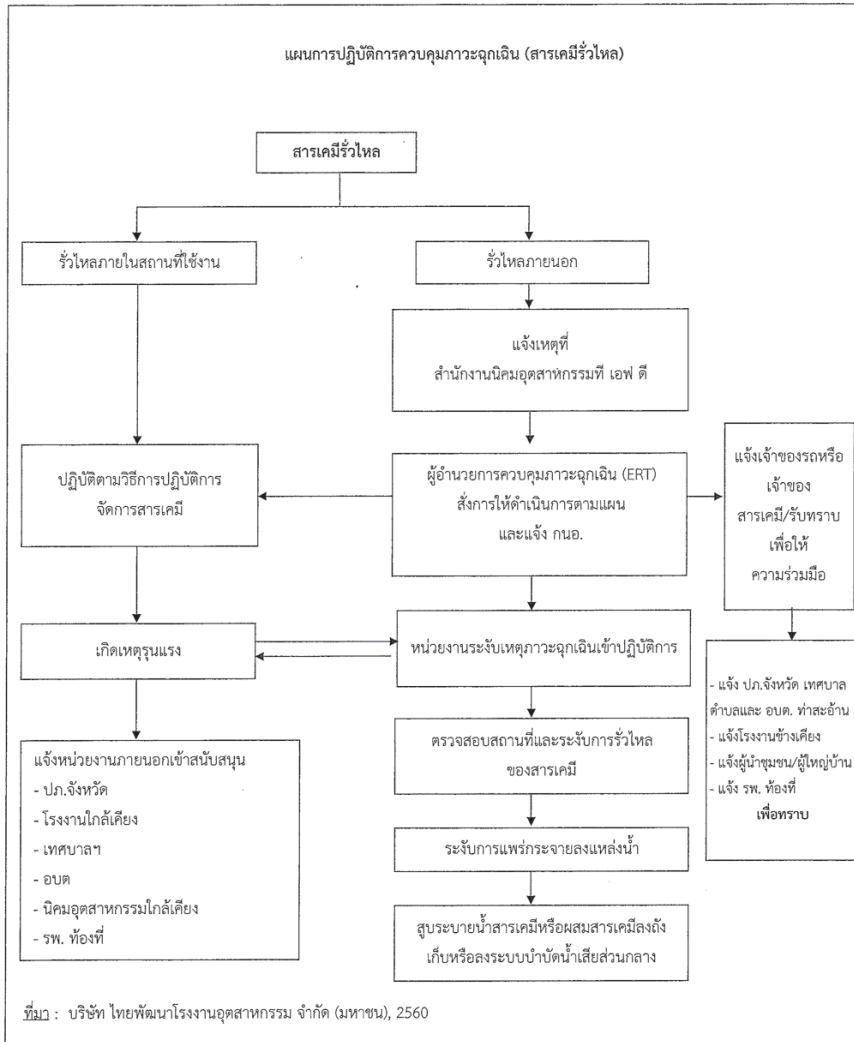 แผนการปฏิบัติการควบคุมภาวะฉุกเฉิน (สารเคมีรั่วไหล)
สารเคมีรั่วไหล
รั่วไหลภายในสถานที่ใช้งาน
รั่วไหลภายนอก
แจ้งเหตุที่
สำนักงานนิคมอุตสาหกรรมที เอฟ ดี
ปฏิบัติตามวิธีการปฏิบัติการ
จัดการสารเคมี
ผู้อำนวยการควบคุมภาวะฉุกเฉิน (ERT)
สั่งการให้ดำเนินการตามแผน
และแจ้ง กนอ.
แจ้งเจ้าของรถหรือ
เจ้าของ
สารเคมี/รับทราบ
เพื่อให้
ความร่วมมือ
เกิดเหตุรุนแรง
หน่วยงานระงับเหตุภาวะฉุกเฉินเข้าปฏิบัติการ
- แจ้ง ปภ.จังหวัด เทศบาล
ตำบลและ อบต. ท่าสะอ้าน
- แจ้งโรงงานข้างเคียง
- แจ้งผู้นำชุมชน/ผู้ใหญ่บ้าน
- แจ้ง รพ. ท้องที่
เพื่อทราบ
แจ้งหน่วยงานภายนอกเข้าสนับสนุน
- ปภ.จังหวัด
- โรงงานใกล้เคียง
- เทศบาลฯ
- อบต
- นิคมอุตสาหกรรมใกล้เคียง
- รพ. ท้องที่
ตรวจสอบสถานที่และระงับการรั่วไหล
ของสารเคมี
ระงับการแพร่กระจายลงแหล่งน้ำ
สูบระบายน้ำสารเคมีหรือผสมสารเคมีลงถัง
เก็บหรือลงระบบบำบัดน้ำเสียส่วนกลาง
ที่มา : บริษัท ไทยพัฒนาโรงงานอุตสาหกรรม จำกัด (มหาชน), 2560